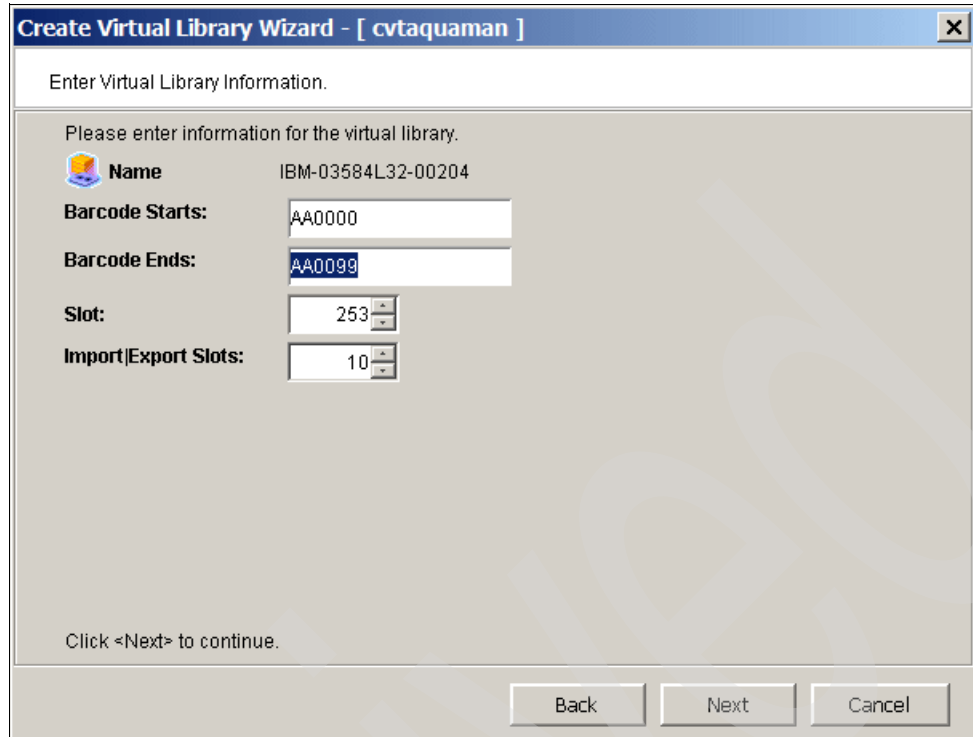 Create Virtual Library Wizard - [ cvtaquaman ]
Enter Virtual Library Information.
Please enter information for the virtual library.
Name IBM-03584L32-00204
Barcode Starts: AA0000
Barcode Ends: AA0099
Slot: 253
Import|Export Slots: 10
Click <Next> to continue.
Back Next Cancel